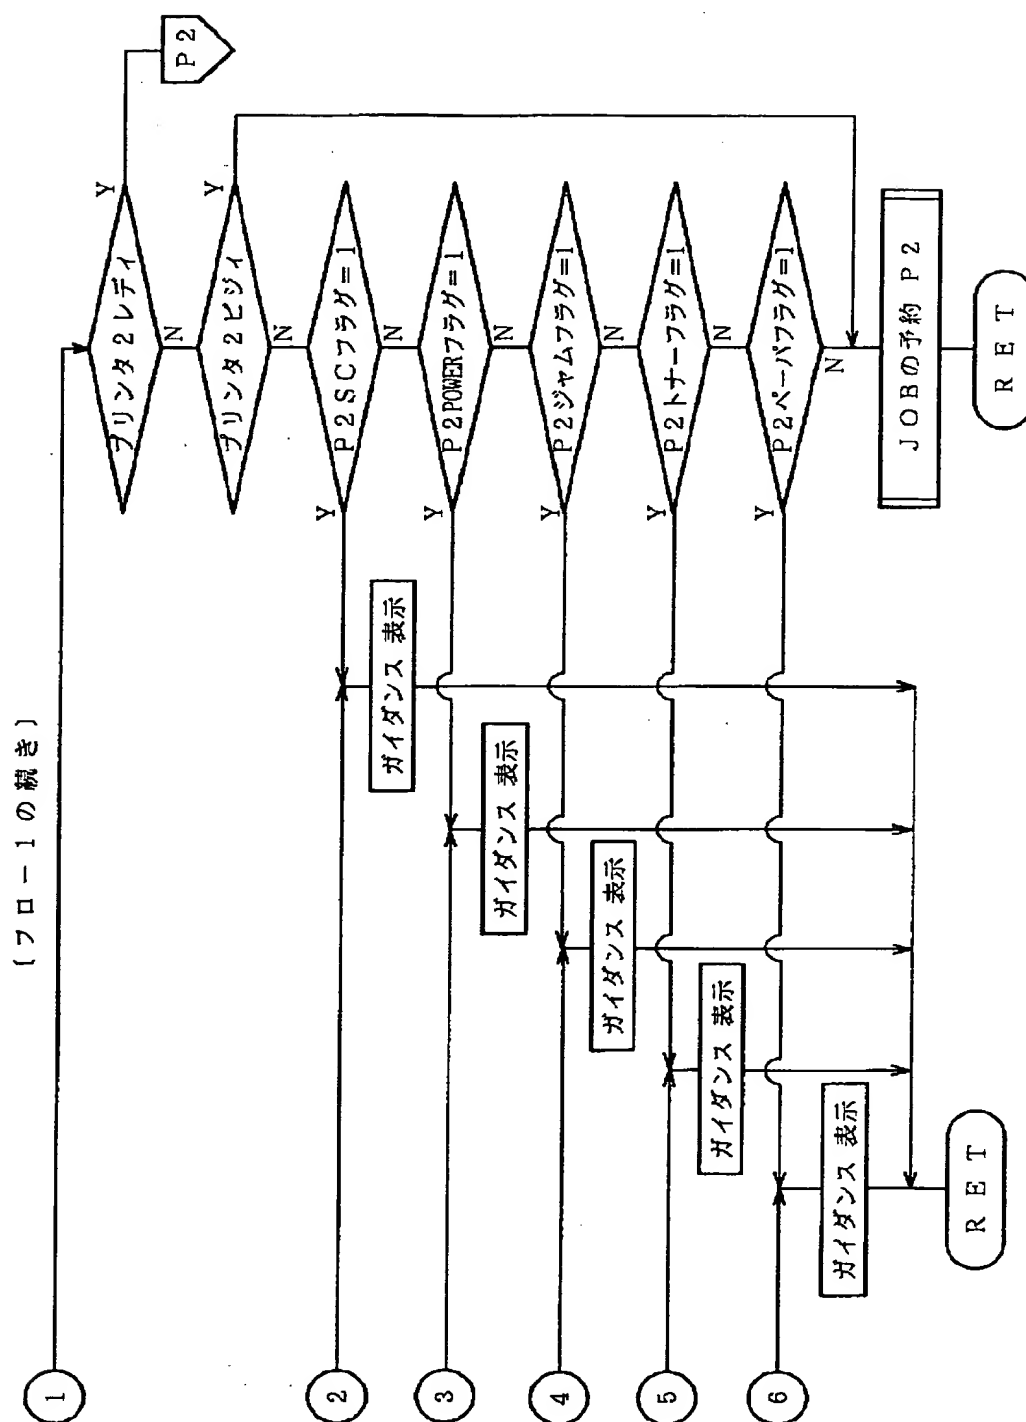 〔フロー1の続き〕
1
プリンタ2レディ
Y
P2
N
プリンタ2ビジィ
Y
N
2
Y
P2SCフラグ=1
N
ガイダンス 表示
3
Y
P2POWERフラグ=1
N
ガイダンス 表示
4
Y
P2ジャムフラグ=1
N
ガイダンス 表示
5
Y
P2トナーフラグ=1
N
ガイダンス 表示
6
Y
P2ペーパフラグ=1
N
ガイダンス 表示
JOBの予約 P2
RET
RET